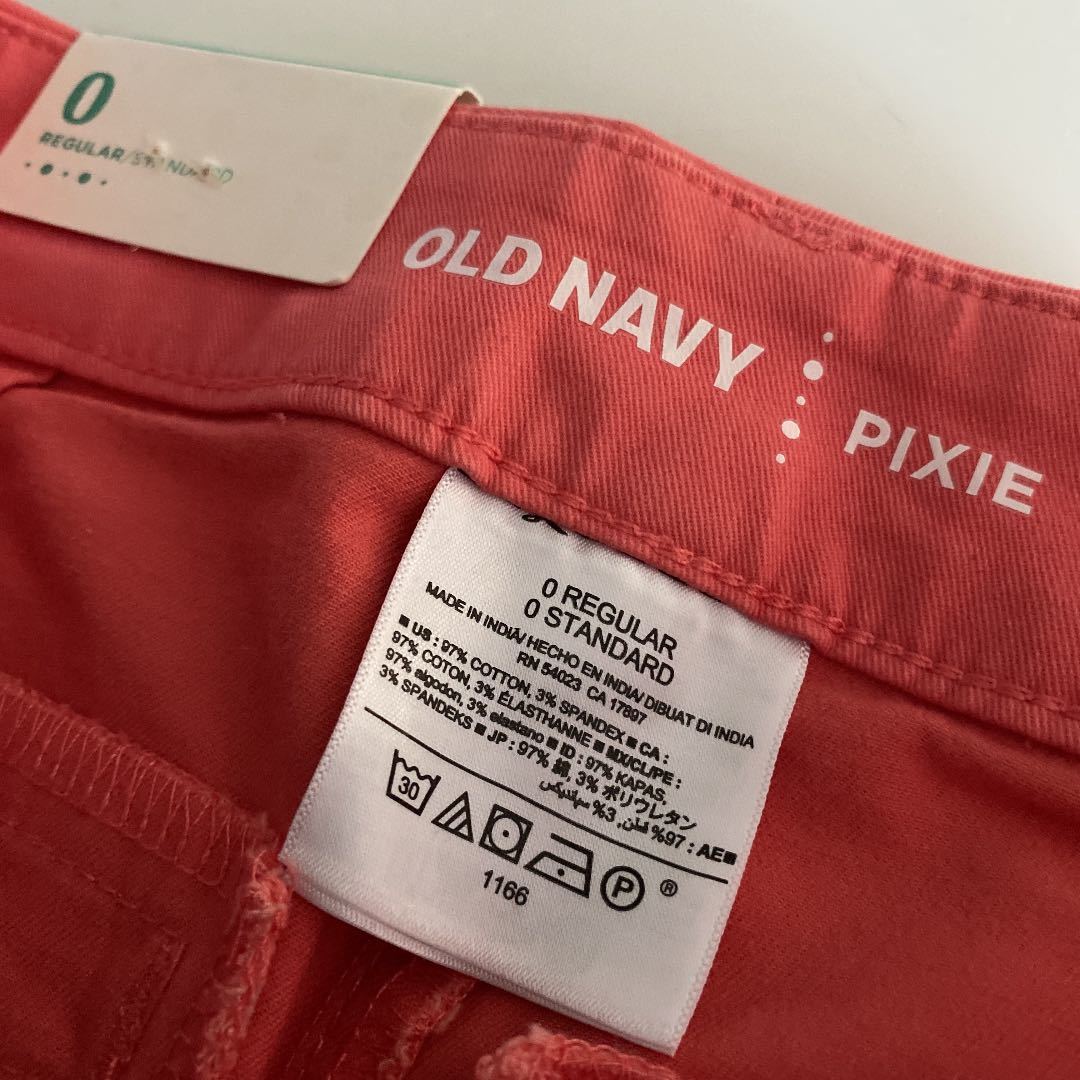 0
REGULAR/STANDARD
OLD NAVY
PIXIE
0 REGULAR
0 STANDARD
MADE IN INDIA/ HECHO EN INDIA/ DIBUAT DI INDIA
RN 54023 CA 17897
■ US : 97% COTTON, 3% SPANDEX ■ CA :
97% COTON, 3% ÉLASTHANNE ■ MX/CL/PE :
97% algodon, 3% elastano ■ ID : 97% KAPAS,
3% SPANDEKS ■ JP : 97% 綿, 3% ポリウレタン
■AE : 97% قطن, 3% سباندكس
30
P
®
1166